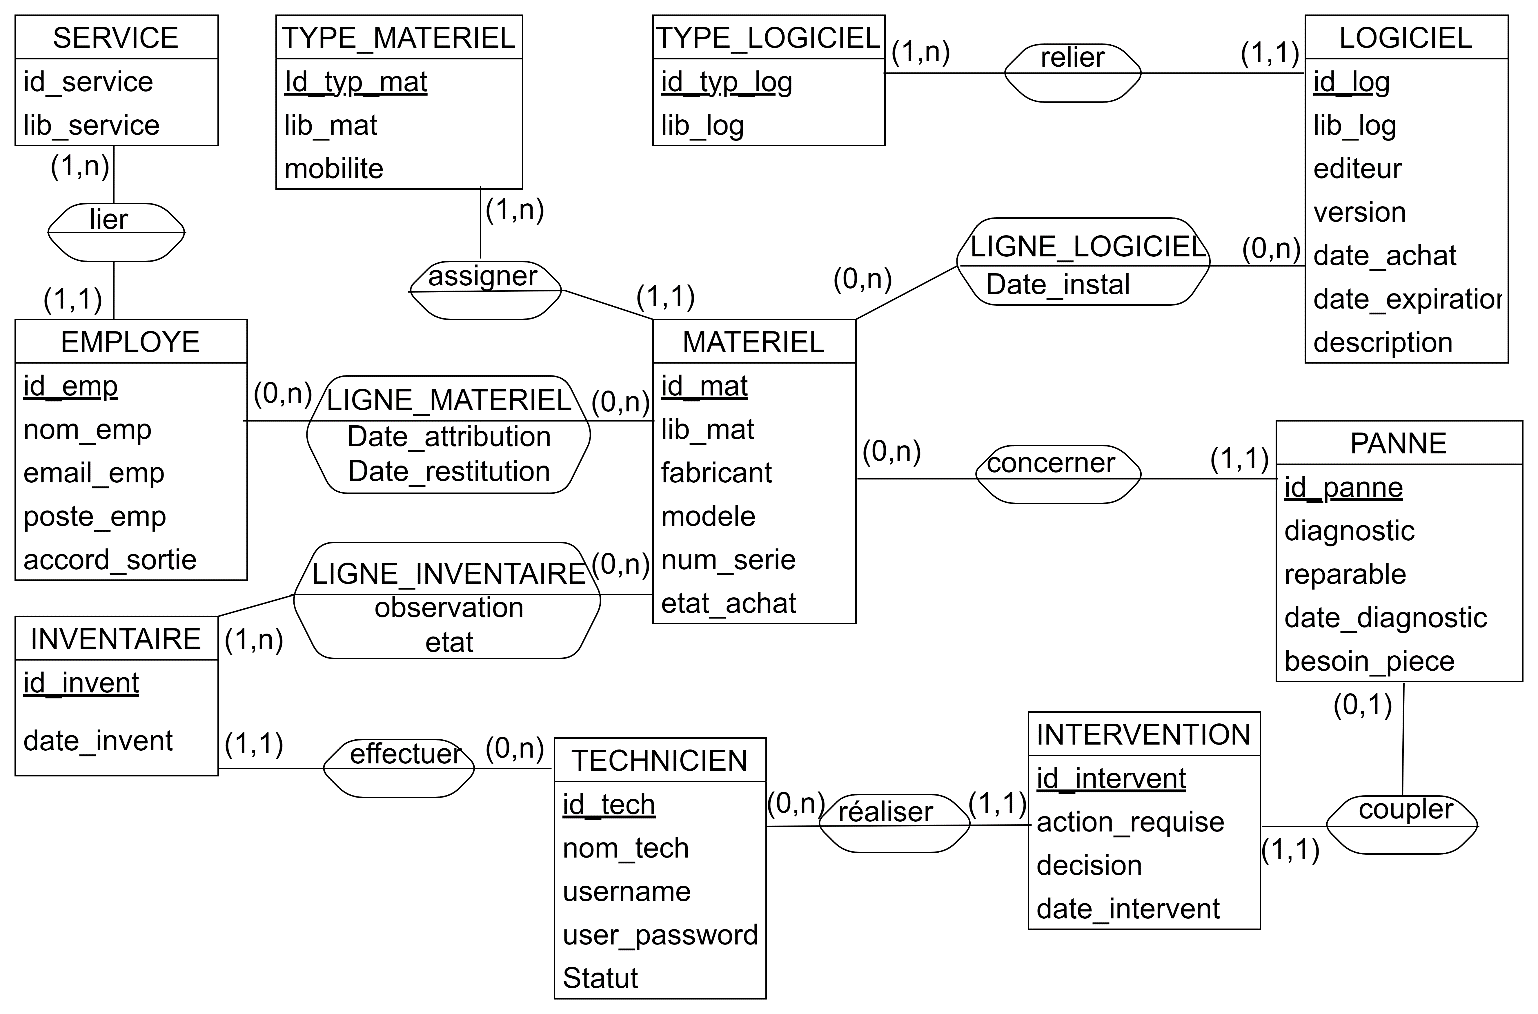 SERVICE
id_service
lib_service
(1,n)
lier
(1,1)
TYPE_MATERIEL
Id_typ_mat
lib_mat
mobilite
(1,n)
assigner
(1,1)
TYPE_LOGICIEL
id_typ_log
lib_log
(1,n)
relier
(1,1)
LOGICIEL
id_log
lib_log
editeur
version
date_achat
date_expiration
description
(0,n)
LIGNE_LOGICIEL
Date_instal
(0,n)
EMPLOYE
id_emp
nom_emp
email_emp
poste_emp
accord_sortie
(0,n)
LIGNE_MATERIEL
Date_attribution
Date_restitution
(0,n)
MATERIEL
id_mat
lib_mat
fabricant
modele
num_serie
etat_achat
(0,n)
concerner
(1,1)
PANNE
id_panne
diagnostic
reparable
date_diagnostic
besoin_piece
(0,1)
LIGNE_INVENTAIRE
observation
etat
(0,n)
(1,n)
INVENTAIRE
id_invent
date_invent
(1,1)
effectuer
(0,n)
TECHNICIEN
id_tech
nom_tech
username
user_password
Statut
(0,n)
réaliser
(1,1)
INTERVENTION
id_intervent
action_requise
decision
date_intervent
(1,1)
coupler